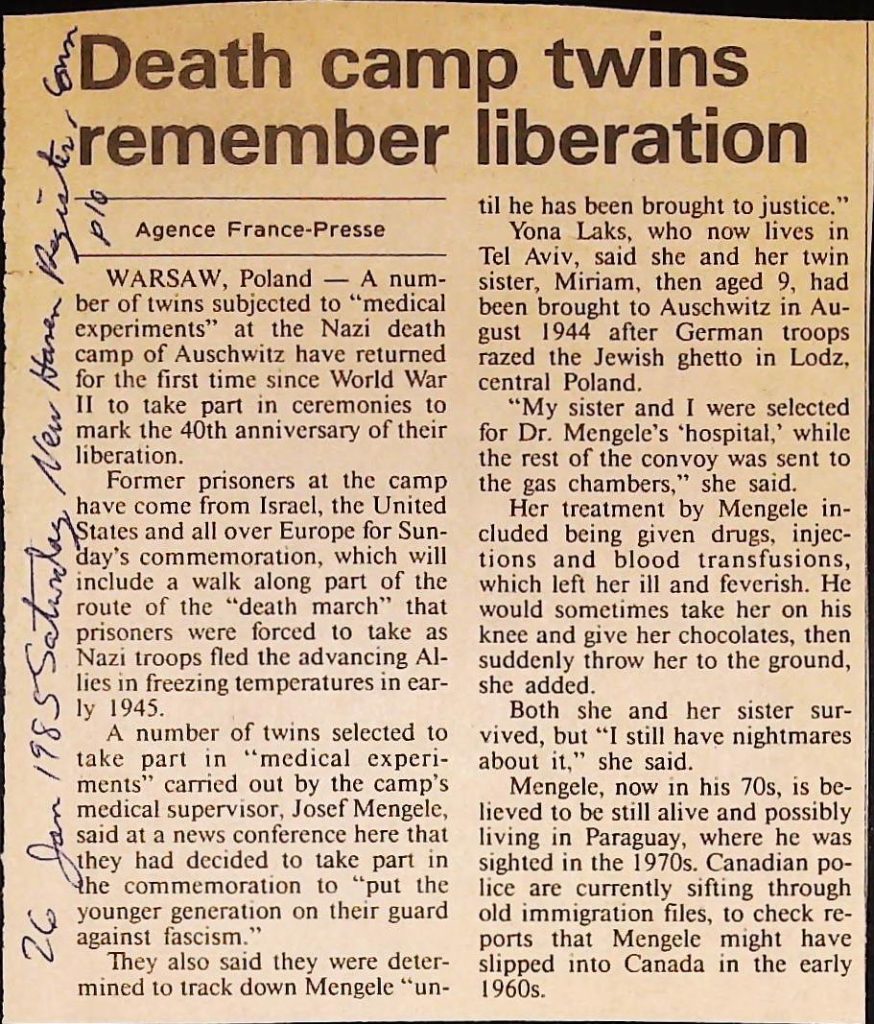 Death camp twins
remember liberation
26 Jan 1985 Saturday, New Haven Register, Conn
p16
Agence France-Presse
WARSAW, Poland — A num-
ber of twins subjected to “medical
experiments” at the Nazi death
camp of Auschwitz have returned
for the first time since World War
II to take part in ceremonies to
mark the 40th anniversary of their
liberation.
Former prisoners at the camp
have come from Israel, the United
States and all over Europe for Sun-
day’s commemoration, which will
include a walk along part of the
route of the “death march” that
prisoners were forced to take as
Nazi troops fled the advancing Al-
lies in freezing temperatures in ear-
ly 1945.
A number of twins selected to
take part in “medical experi-
ments” carried out by the camp’s
medical supervisor, Josef Mengele,
said at a news conference here that
they had decided to take part in
the commemoration to “put the
younger generation on their guard
against fascism.”
They also said they were deter-
mined to track down Mengele “un-
til he has been brought to justice.”
Yona Laks, who now lives in
Tel Aviv, said she and her twin
sister, Miriam, then aged 9, had
been brought to Auschwitz in Au-
gust 1944 after German troops
razed the Jewish ghetto in Lodz,
central Poland.
“My sister and I were selected
for Dr. Mengele’s ‘hospital,’ while
the rest of the convoy was sent to
the gas chambers,” she said.
Her treatment by Mengele in-
cluded being given drugs, injec-
tions and blood transfusions,
which left her ill and feverish. He
would sometimes take her on his
knee and give her chocolates, then
suddenly throw her to the ground,
she added.
Both she and her sister sur-
vived, but “I still have nightmares
about it,” she said.
Mengele, now in his 70s, is be-
lieved to be still alive and possibly
living in Paraguay, where he was
sighted in the 1970s. Canadian po-
lice are currently sifting through
old immigration files, to check re-
ports that Mengele might have
slipped into Canada in the early
1960s.